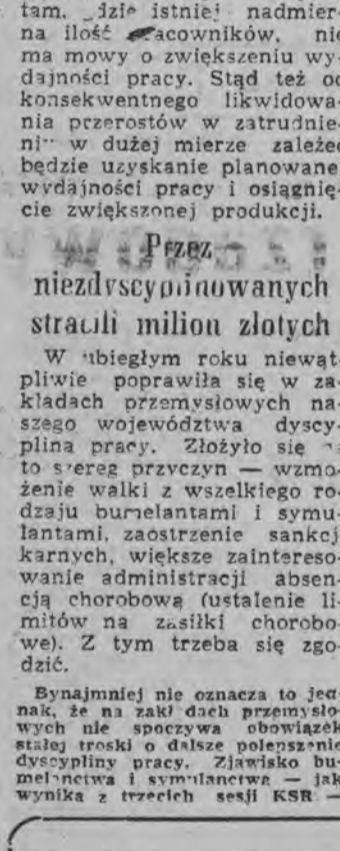 tam, istniej nadmier-
na ilość nie
ma mowy o zwiększeniu wy-
dajności pracy. Stąd też od
konsekwentnego likwidowa-
nia przerostów w zatrudnie-
w dużej mierze zależeć
będzie uzyskanie planowanej
wydajności pracy i osiągnię-
cie zwiększonej produkcji.
Przez
niezdyscyplinowanych
stracili milion złotych
W ubiegłym roku niewąt-
pliwie poprawiła się w za-
kładach przemysłowych na-
szego województwa dyscy-
plina pracy. Złożyło się na
to szereg przyczyn — wzmo-
żenie walki z wszelkiego ro-
dzaju bumelantami i symu-
lantami, zaostrzenie sankcji
karnych, większe zaintereso-
wanie administracji absen-
cją chorobową (ustalenie li-
mitów na zasiłki chorobo-
we). Z tym trzeba się zgo-
dzić.
Bynajmniej nie oznacza to jed-
nak, że na zakładach przemysło-
wych nie spoczywa obowiązek
stałej troski o dalsze polepszenie
dyscypliny pracy. Zjawisko bu-
melanctwa i symulanctwa — jak
wynika z trzecich sesji KSR —